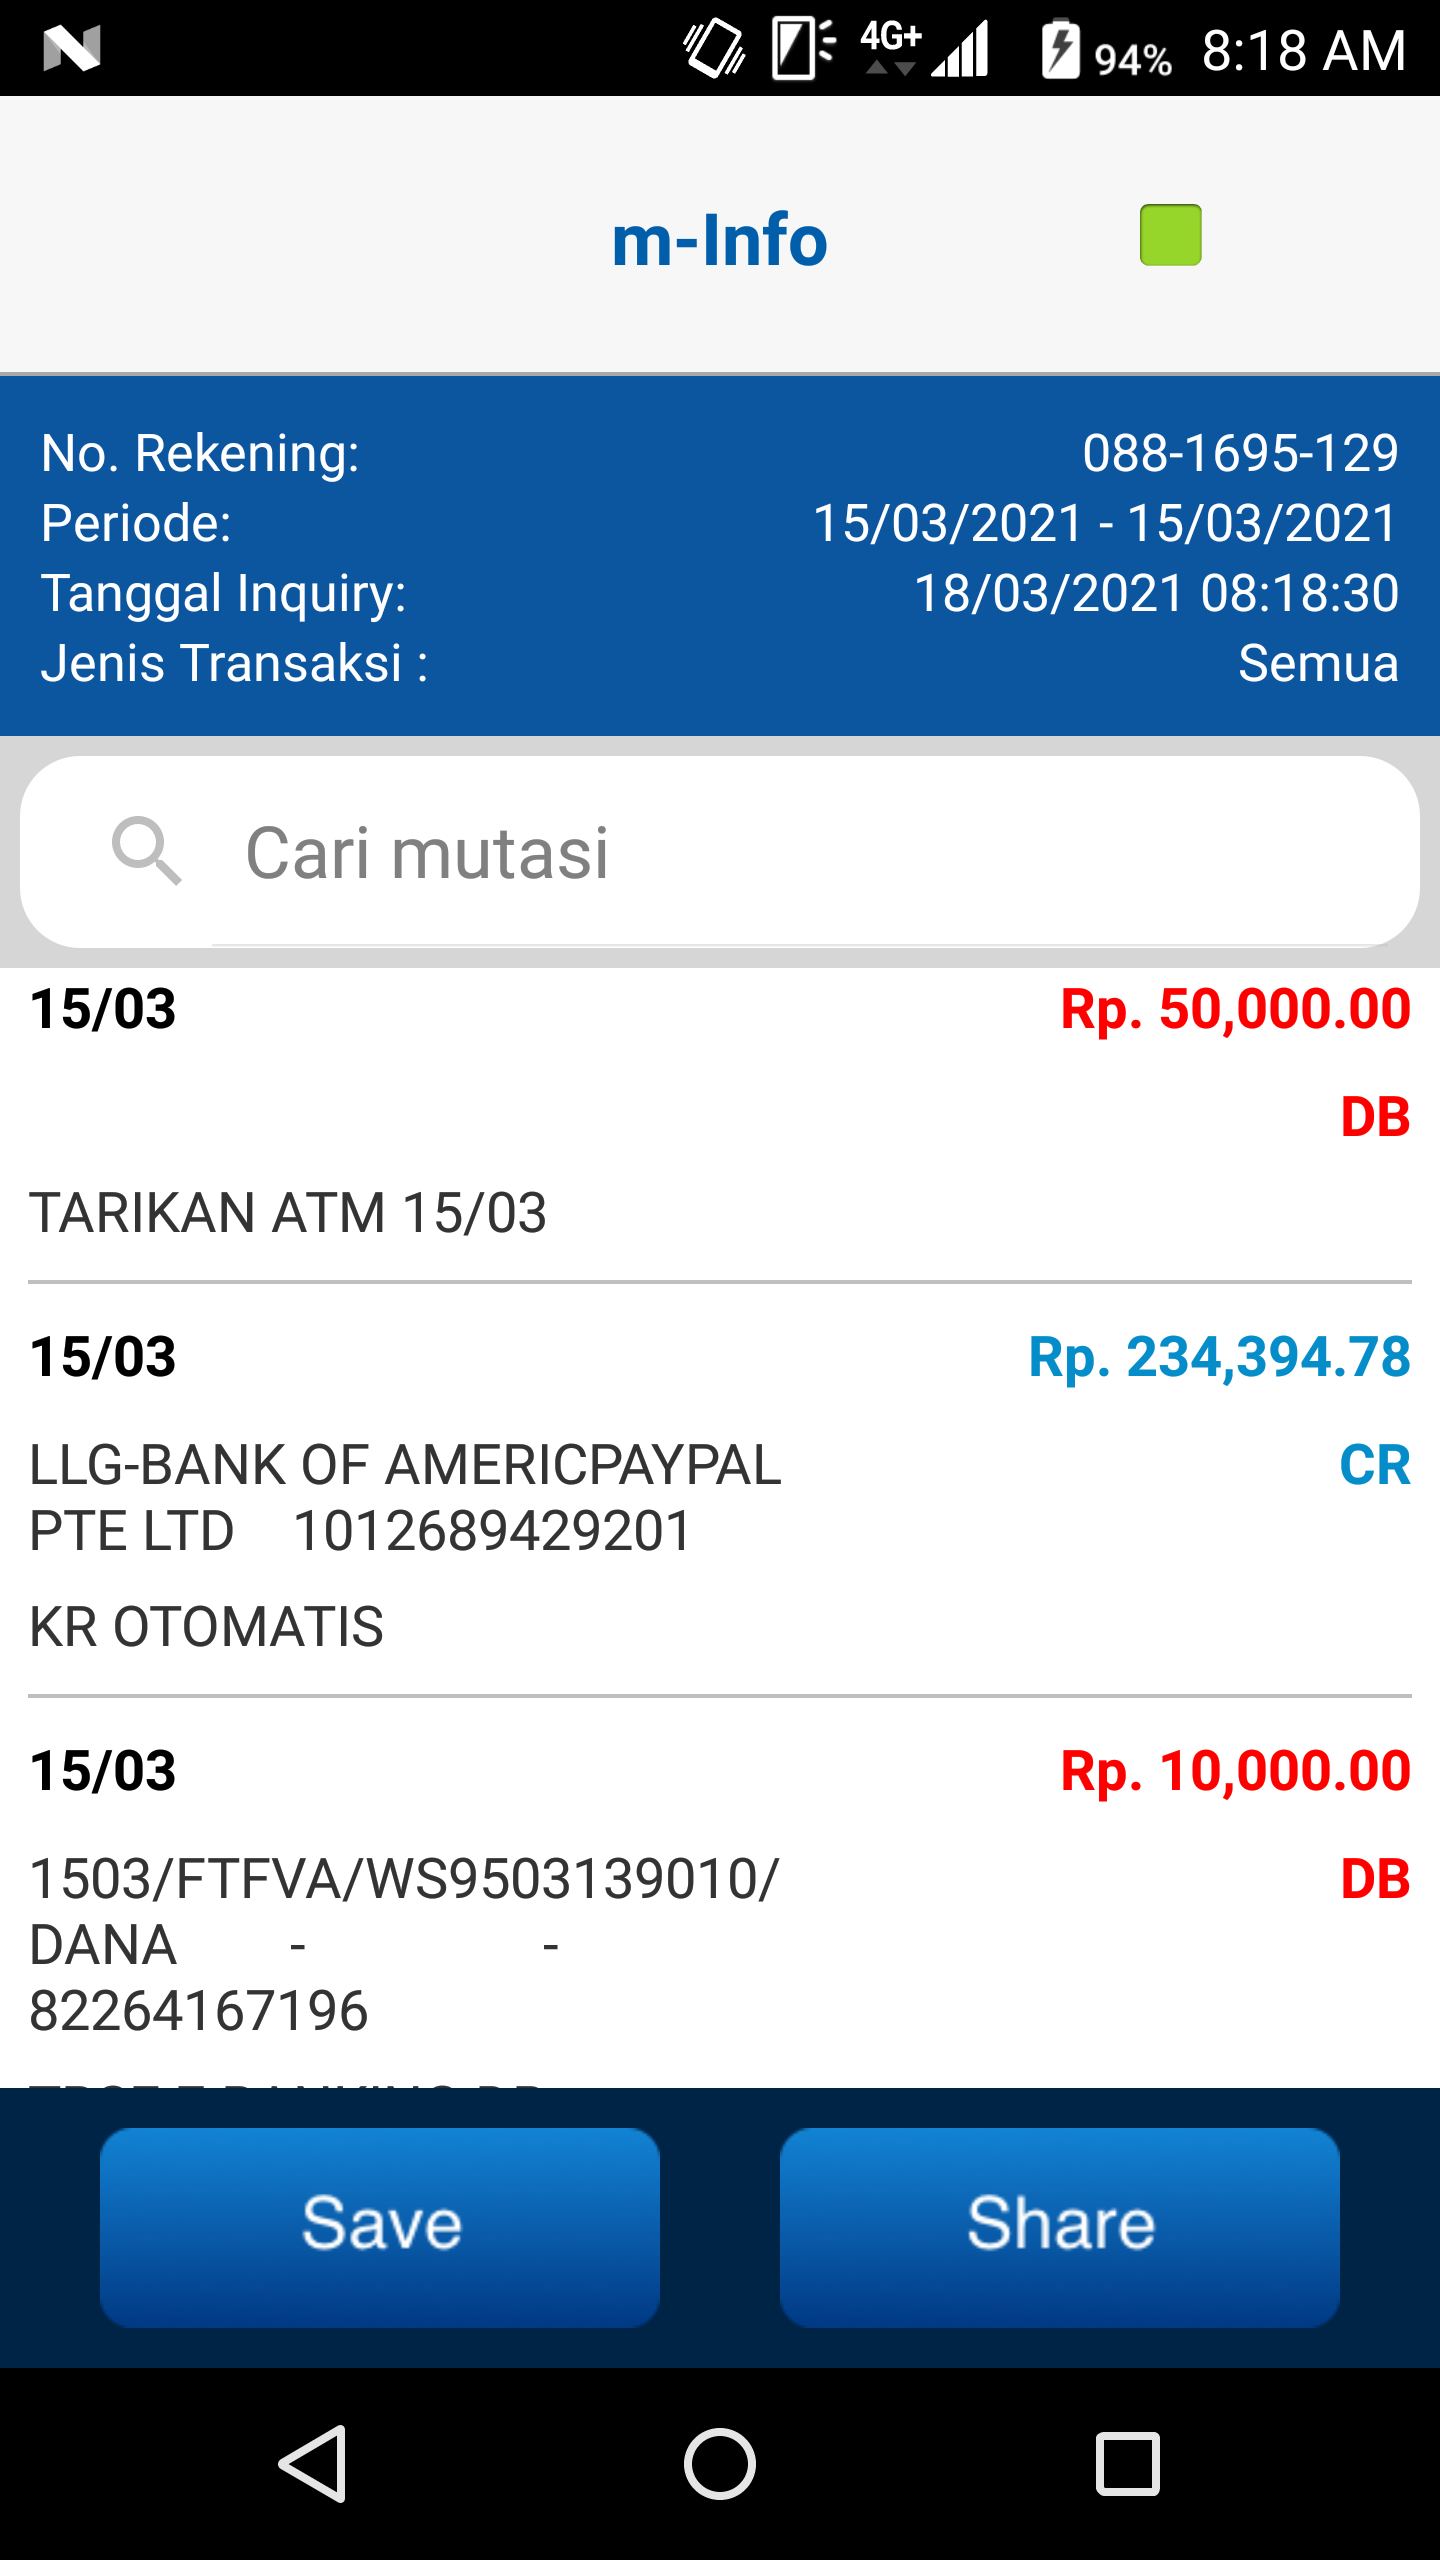 4G+ 94% 8:18 AM
m-Info
No. Rekening: 088-1695-129
Periode: 15/03/2021 - 15/03/2021
Tanggal Inquiry: 18/03/2021 08:18:30
Jenis Transaksi : Semua
Cari mutasi
15/03 Rp. 50,000.00
DB
TARIKAN ATM 15/03
15/03 Rp. 234,394.78
LLG-BANK OF AMERICPAYPAL CR
PTE LTD 1012689429201
KR OTOMATIS
15/03 Rp. 10,000.00
1503/FTFVA/WS9503139010/ DB
DANA - -
82264167196
Save Share